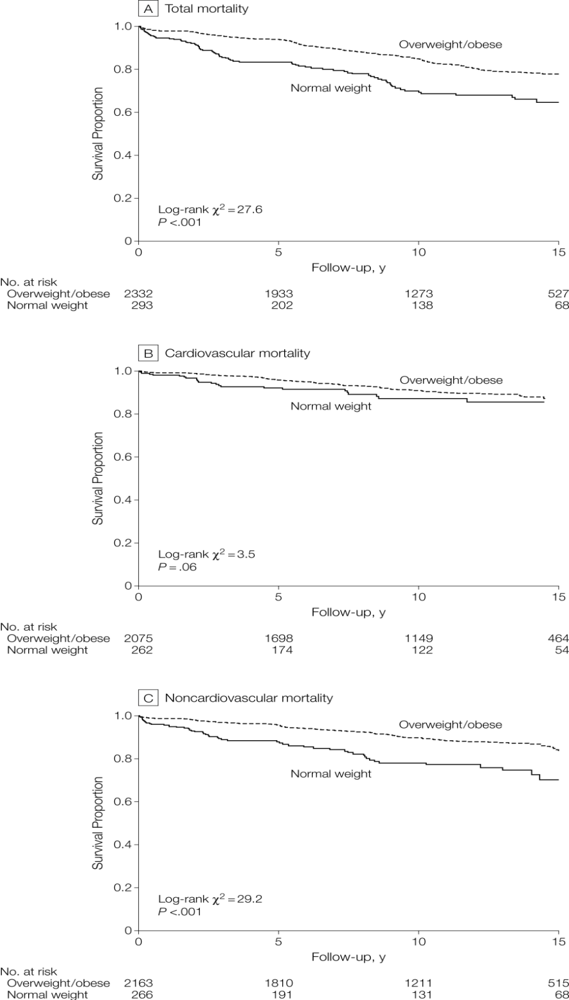 A Total mortality
1.0
0.8
0.6
0.4
0.2
0
Survival Proportion
Overweight/obese
Normal weight
Log-rank χ2 = 27.6
P <.001
0 5 10 15
Follow-up, y
No. at risk
Overweight/obese 2332 1933 1273 527
Normal weight 293 202 138 68
B Cardiovascular mortality
1.0
0.8
0.6
0.4
0.2
0
Survival Proportion
Overweight/obese
Normal weight
Log-rank χ2 = 3.5
P = .06
0 5 10 15
Follow-up, y
No. at risk
Overweight/obese 2075 1698 1149 464
Normal weight 262 174 122 54
C Noncardiovascular mortality
1.0
0.8
0.6
0.4
0.2
0
Survival Proportion
Overweight/obese
Normal weight
Log-rank χ2 = 29.2
P <.001
0 5 10 15
Follow-up, y
No. at risk
Overweight/obese 2163 1810 1211 515
Normal weight 266 191 131 68